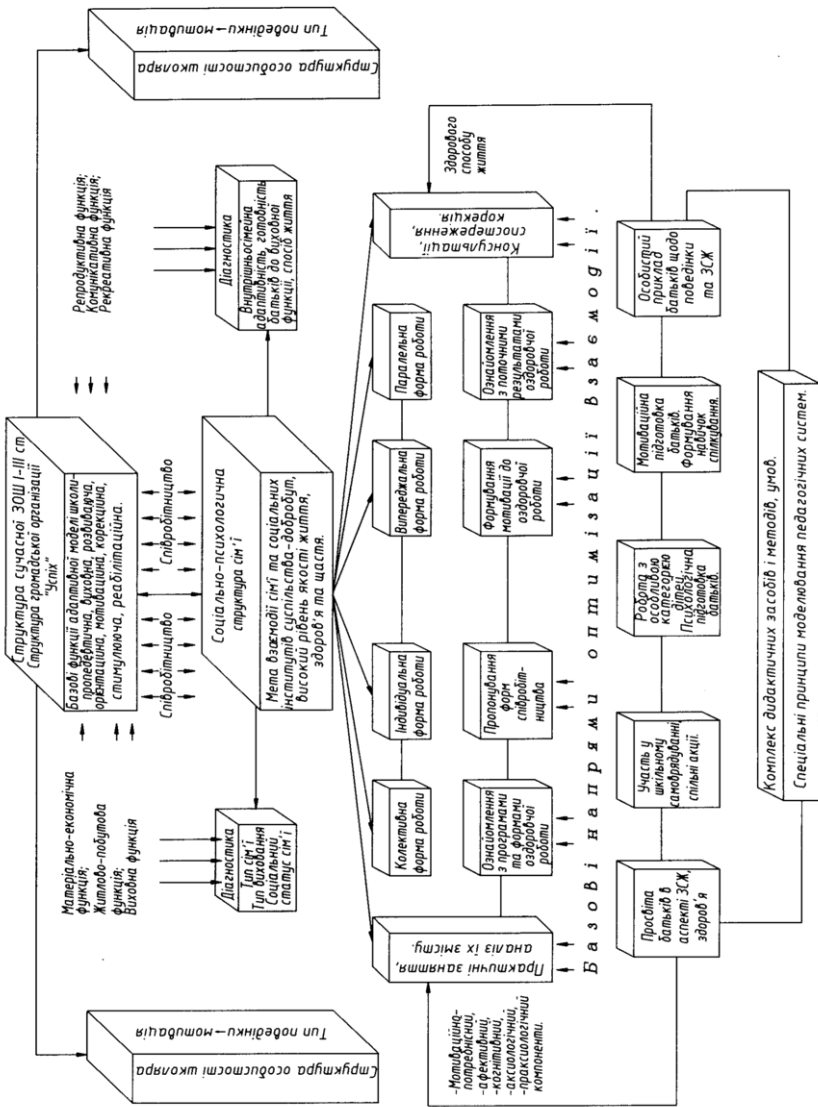 Структура сучасної ЗОШ І-ІІІ ст.
Структура громадської організації
"Успіх"
Базові функції адаптивної моделі школи-
пропедевтична, виховна, розвиваюча,
орієнтаційна, мотиваційна, корекційна,
стимулююча, реабілітаційна.
Структура особистості школяра
Тип поведінки→мотивація
Структура особистості школяра
Тип поведінки→мотивація
Матеріально-економічна
функція;
Житлово-побутова
функція;
Виховна функція
Репродуктивна функція;
Комунікативна функція;
Рекреативна функція
Співробітництво
Співробітництво
Діагностика
Тип сім'ї
Тип виховання
Соціальний
статус сім'ї
Соціально-психологічна
структура сім'ї
Мета взаємодії сім'ї та соціальних
інститутів суспільства-добробут,
високий рівень якості життя,
здоров'я та щастя.
Діагностика
Внутрішньосімейна
адаптивність, готовність
батьків до виховної
функції, спосіб життя
Практичні заняття,
аналіз їх змісту.
Колективна
форма роботи
Індивідуальна
форма роботи
Випереджальна
форма роботи
Паралельна
форма роботи
Консультації,
спостереження,
корекція.
Ознайомлення
з програмами
та формами
оздоровчої
роботи
Пропонування
форм
співробіт-
ництва
Формування
мотивації до
оздоровчої
роботи
Ознайомлення
з поточними
результатами
оздоровчої
роботи
-Мотиваційна-
потребнісний,
-афективний,
-когнітивний,
-аксиологічний,
-праксиологічний
компоненти.
Здорового
способу
життя
Базові напрями оптимізації взаємодії.
Просвіта
батьків в
аспекті ЗСЖ,
здоров'я
Участь у
шкільному
самоврядуванні,
спільні акції.
Робота з
особливою
категорією
дітей
Психологічна
підготовка
батьків.
Мотиваційна
підготовка
батьків.
Формування
навичок
спілкування.
Особистий
приклад
батьків щодо
поведінки
та ЗСЖ
Комплекс дидактичних засобів і методів, умов.
Спеціальні принципи моделювання педагогічних систем.